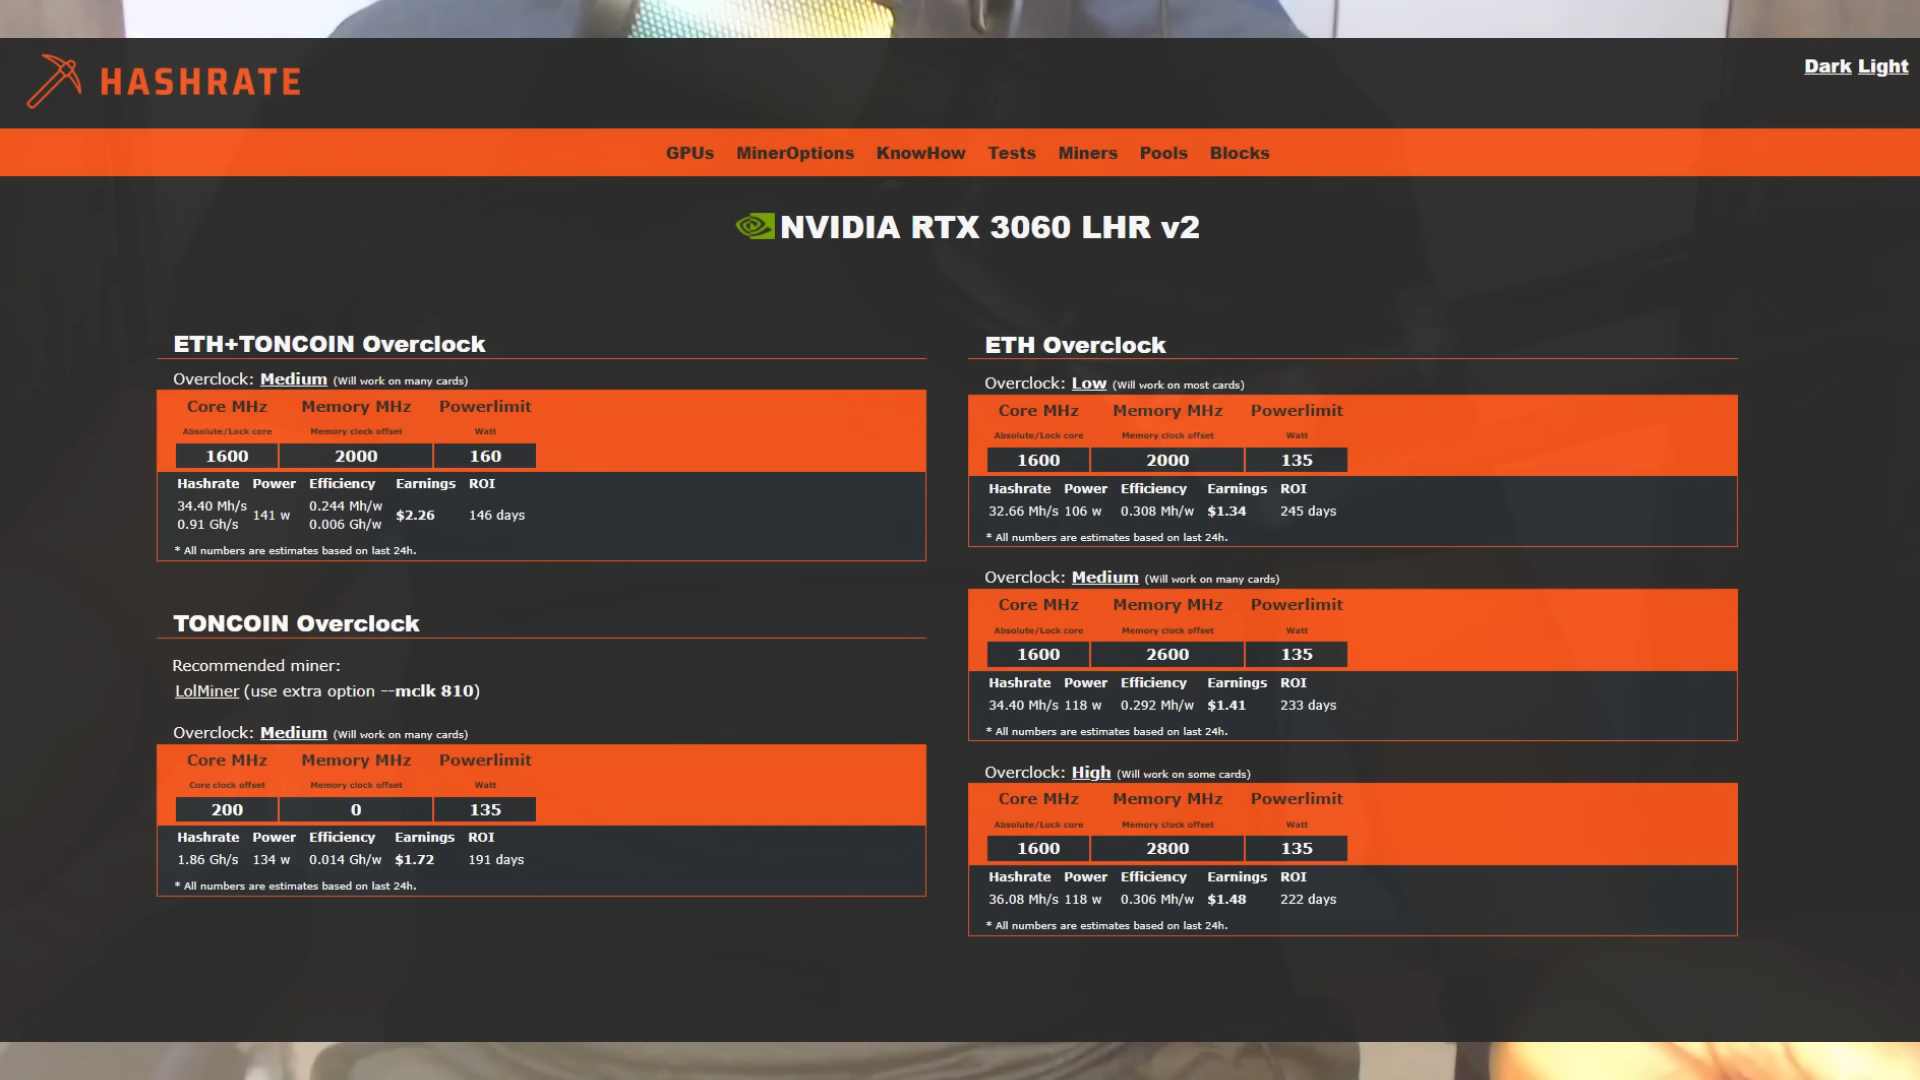 HASHRATE
Dark Light
GPUs MinerOptions KnowHow Tests Miners Pools Blocks
NVIDIA RTX 3060 LHR v2
ETH+TONCOIN Overclock
Overclock: Medium (Will work on many cards)
Core MHz Memory MHz Powerlimit
Absolute/Lock core Memory clock offset Watt
1600 2000 160
Hashrate Power Efficiency Earnings ROI
34.40 Mh/s 0.244 Mh/w
141 w $2.26 146 days
0.91 Gh/s 0.006 Gh/w
* All numbers are estimates based on last 24h.
TONCOIN Overclock
Recommended miner:
LolMiner (use extra option --mclk 810)
Overclock: Medium (Will work on many cards)
Core MHz Memory MHz Powerlimit
Core clock offset Memory clock offset Watt
200 0 135
Hashrate Power Efficiency Earnings ROI
1.86 Gh/s 134 w 0.014 Gh/w $1.72 191 days
* All numbers are estimates based on last 24h.
ETH Overclock
Overclock: Low (Will work on most cards)
Core MHz Memory MHz Powerlimit
Absolute/Lock core Memory clock offset Watt
1600 2000 135
Hashrate Power Efficiency Earnings ROI
32.66 Mh/s 106 w 0.308 Mh/w $1.34 245 days
* All numbers are estimates based on last 24h.
Overclock: Medium (Will work on many cards)
Core MHz Memory MHz Powerlimit
Absolute/Lock core Memory clock offset Watt
1600 2600 135
Hashrate Power Efficiency Earnings ROI
34.40 Mh/s 118 w 0.292 Mh/w $1.41 233 days
* All numbers are estimates based on last 24h.
Overclock: High (Will work on some cards)
Core MHz Memory MHz Powerlimit
Absolute/Lock core Memory clock offset Watt
1600 2800 135
Hashrate Power Efficiency Earnings ROI
36.08 Mh/s 118 w 0.306 Mh/w $1.48 222 days
* All numbers are estimates based on last 24h.